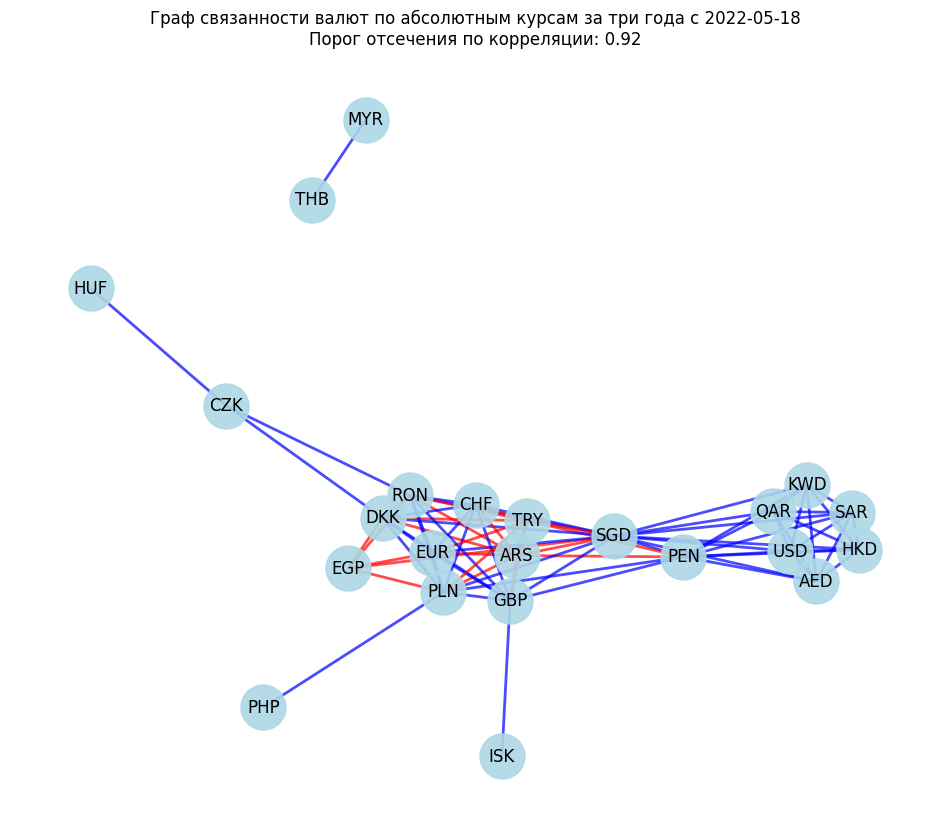 Граф связанности валют по абсолютным курсам за три года с 2022-05-18
Порог отсечения по корреляции: 0.92
MYR
THB
HUF
CZK
RON
CHF
KWD
DKK
TRY
QAR
SAR
SGD
EUR
ARS
PEN
USD
HKD
EGP
AED
PLN
GBP
PHP
ISK